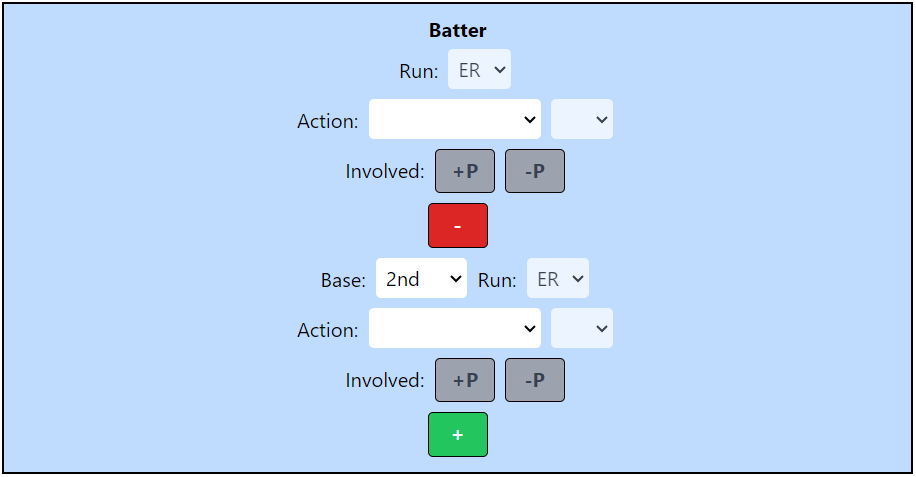 Batter
Run: ER
Action:
Involved: +P -P
-
Base: 2nd Run: ER
Action:
Involved: +P -P
+